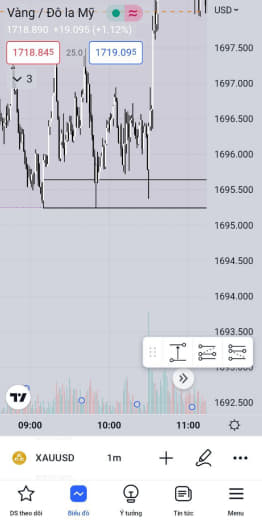 Vàng / Đô la Mỹ
USD
1718.890 +19.095 (+1.12%)
1718.845 25.0 1719.095
3
1697.500
1697.000
1696.500
1696.000
1695.500
1695.000
1694.500
1694.000
1693.500
1692.500
09:00 10:00 11:00
XAUUSD 1m
DS theo dõi Biểu đồ Ý tưởng Tin tức Menu